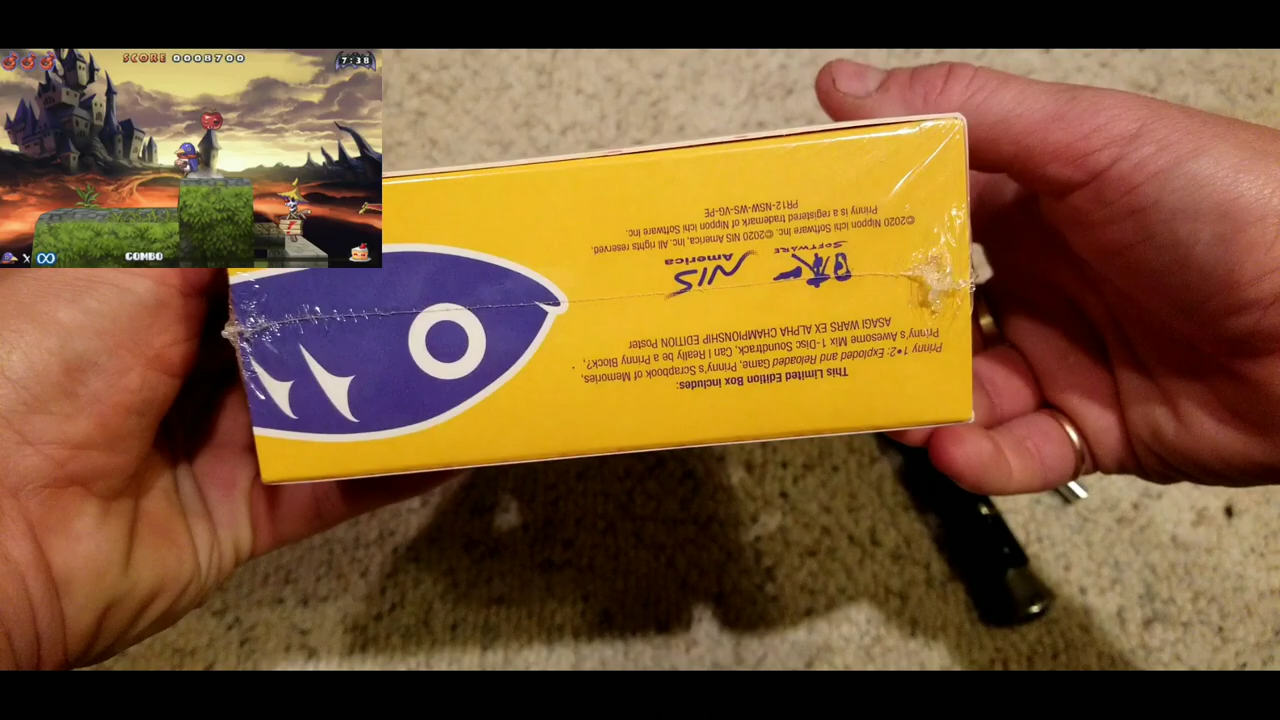 SCORE 0008700
7:38
X ∞
COMBO
This Limited Edition Box includes:
Prinny 1•2: Exploded and Reloaded Game, Prinny's Scrapbook of Memories,
Prinny's Awesome Mix 1-Disc Soundtrack, Can I Really be a Prinny Block?,
ASAGI WARS EX ALPHA CHAMPIONSHIP EDITION Poster
SOFTWARE
NIS
America
©2020 Nippon Ichi Software Inc. ©2020 NIS America, Inc. All rights reserved.
Prinny is a registered trademark of Nippon Ichi Software Inc.
PR12-NSW-WS-VG-PE